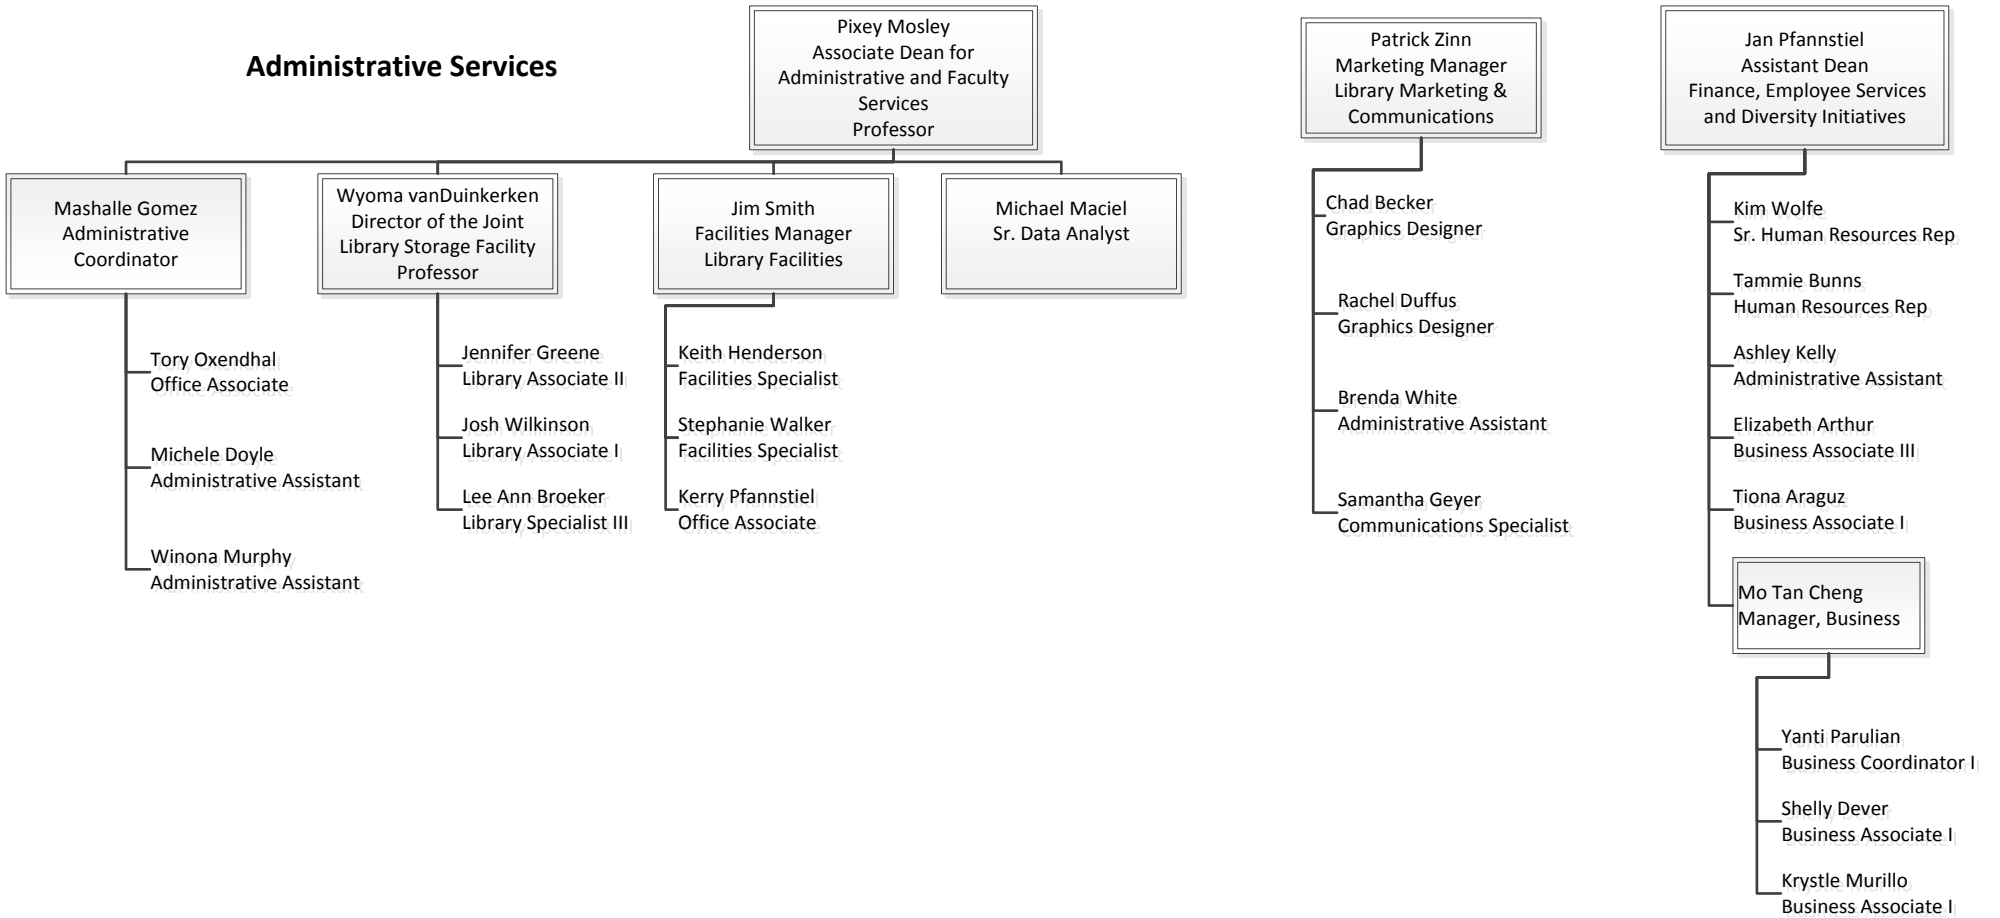 Administrative Services
Pixey Mosley
Associate Dean for
Administrative and Faculty
Services
Professor
Mashalle Gomez
Administrative
Coordinator
Tory Oxendhal
Office Associate
Michele Doyle
Administrative Assistant
Winona Murphy
Administrative Assistant
Wyoma vanDuinkerken
Director of the Joint
Library Storage Facility
Professor
Jennifer Greene
Library Associate II
Josh Wilkinson
Library Associate I
Lee Ann Broeker
Library Specialist III
Jim Smith
Facilities Manager
Library Facilities
Keith Henderson
Facilities Specialist
Stephanie Walker
Facilities Specialist
Kerry Pfannstiel
Office Associate
Michael Maciel
Sr. Data Analyst
Patrick Zinn
Marketing Manager
Library Marketing &
Communications
Chad Becker
Graphics Designer
Rachel Duffus
Graphics Designer
Brenda White
Administrative Assistant
Samantha Geyer
Communications Specialist
Jan Pfannstiel
Assistant Dean
Finance, Employee Services
and Diversity Initiatives
Kim Wolfe
Sr. Human Resources Rep
Tammie Bunns
Human Resources Rep
Ashley Kelly
Administrative Assistant
Elizabeth Arthur
Business Associate III
Tiona Araguz
Business Associate I
Mo Tan Cheng
Manager, Business
Yanti Parulian
Business Coordinator I
Shelly Dever
Business Associate I
Krystle Murillo
Business Associate I